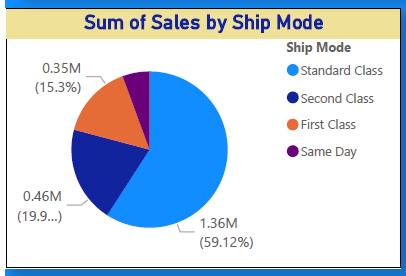 Sum of Sales by Ship Mode
Ship Mode
Standard Class
Second Class
First Class
Same Day
0.35M
(15.3%)
0.46M
(19.9...)
1.36M
(59.12%)